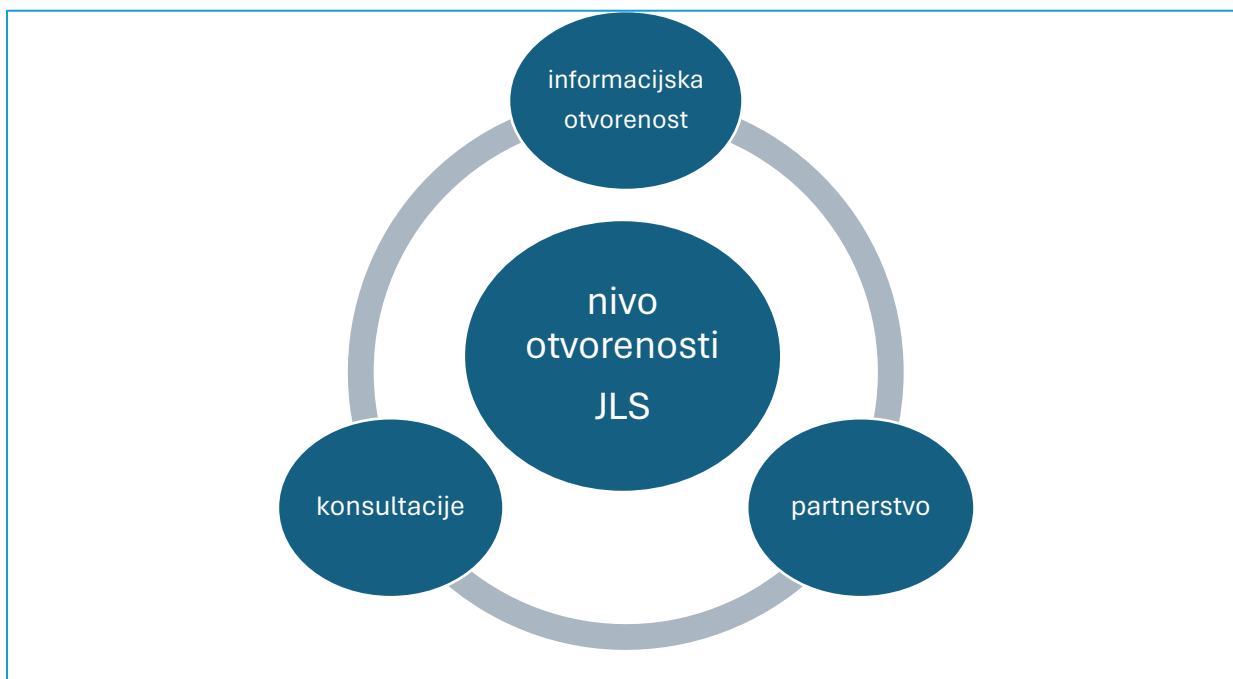 informacijska
otvorenost
nivo
otvorenosti
JLS
konsultacije
partnerstvo